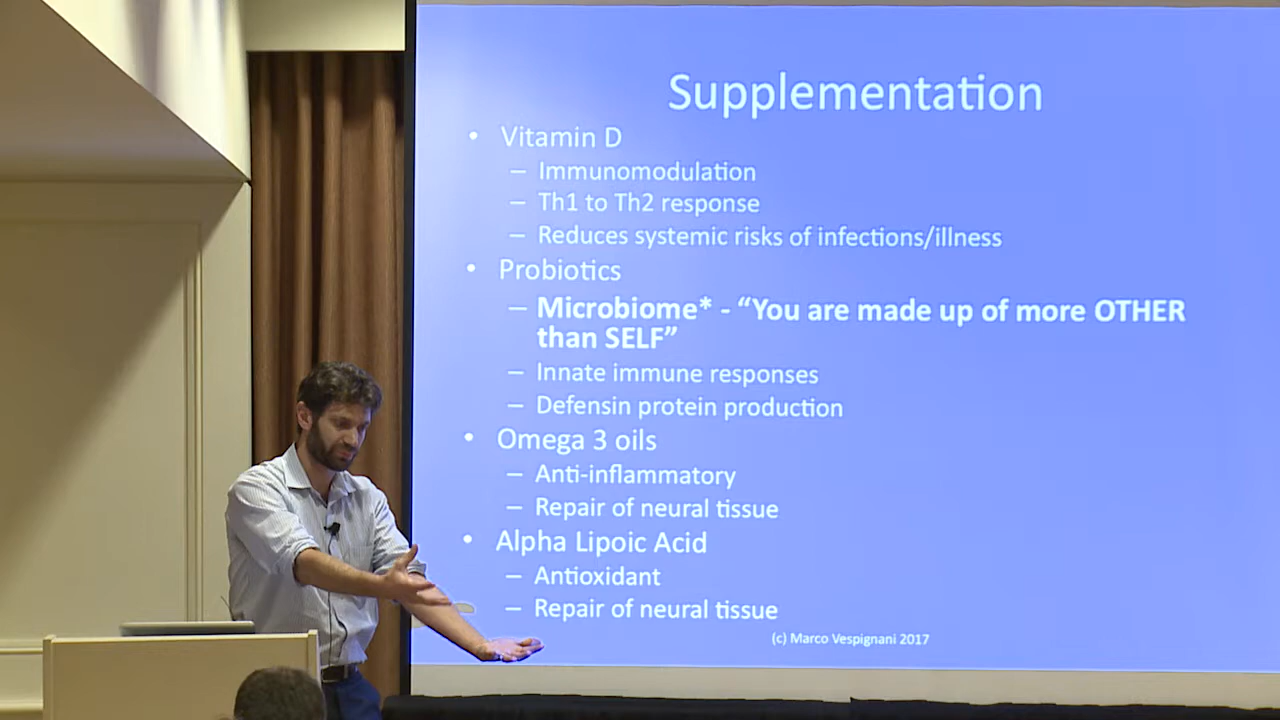 Supplementation
• Vitamin D
– Immunomodulation
– Th1 to Th2 response
– Reduces systemic risks of infections/illness
• Probiotics
– Microbiome* - “You are made up of more OTHER
than SELF”
– Innate immune responses
– Defensin protein production
• Omega 3 oils
– Anti-inflammatory
– Repair of neural tissue
• Alpha Lipoic Acid
– Antioxidant
– Repair of neural tissue
(c) Marco Vespignani 2017